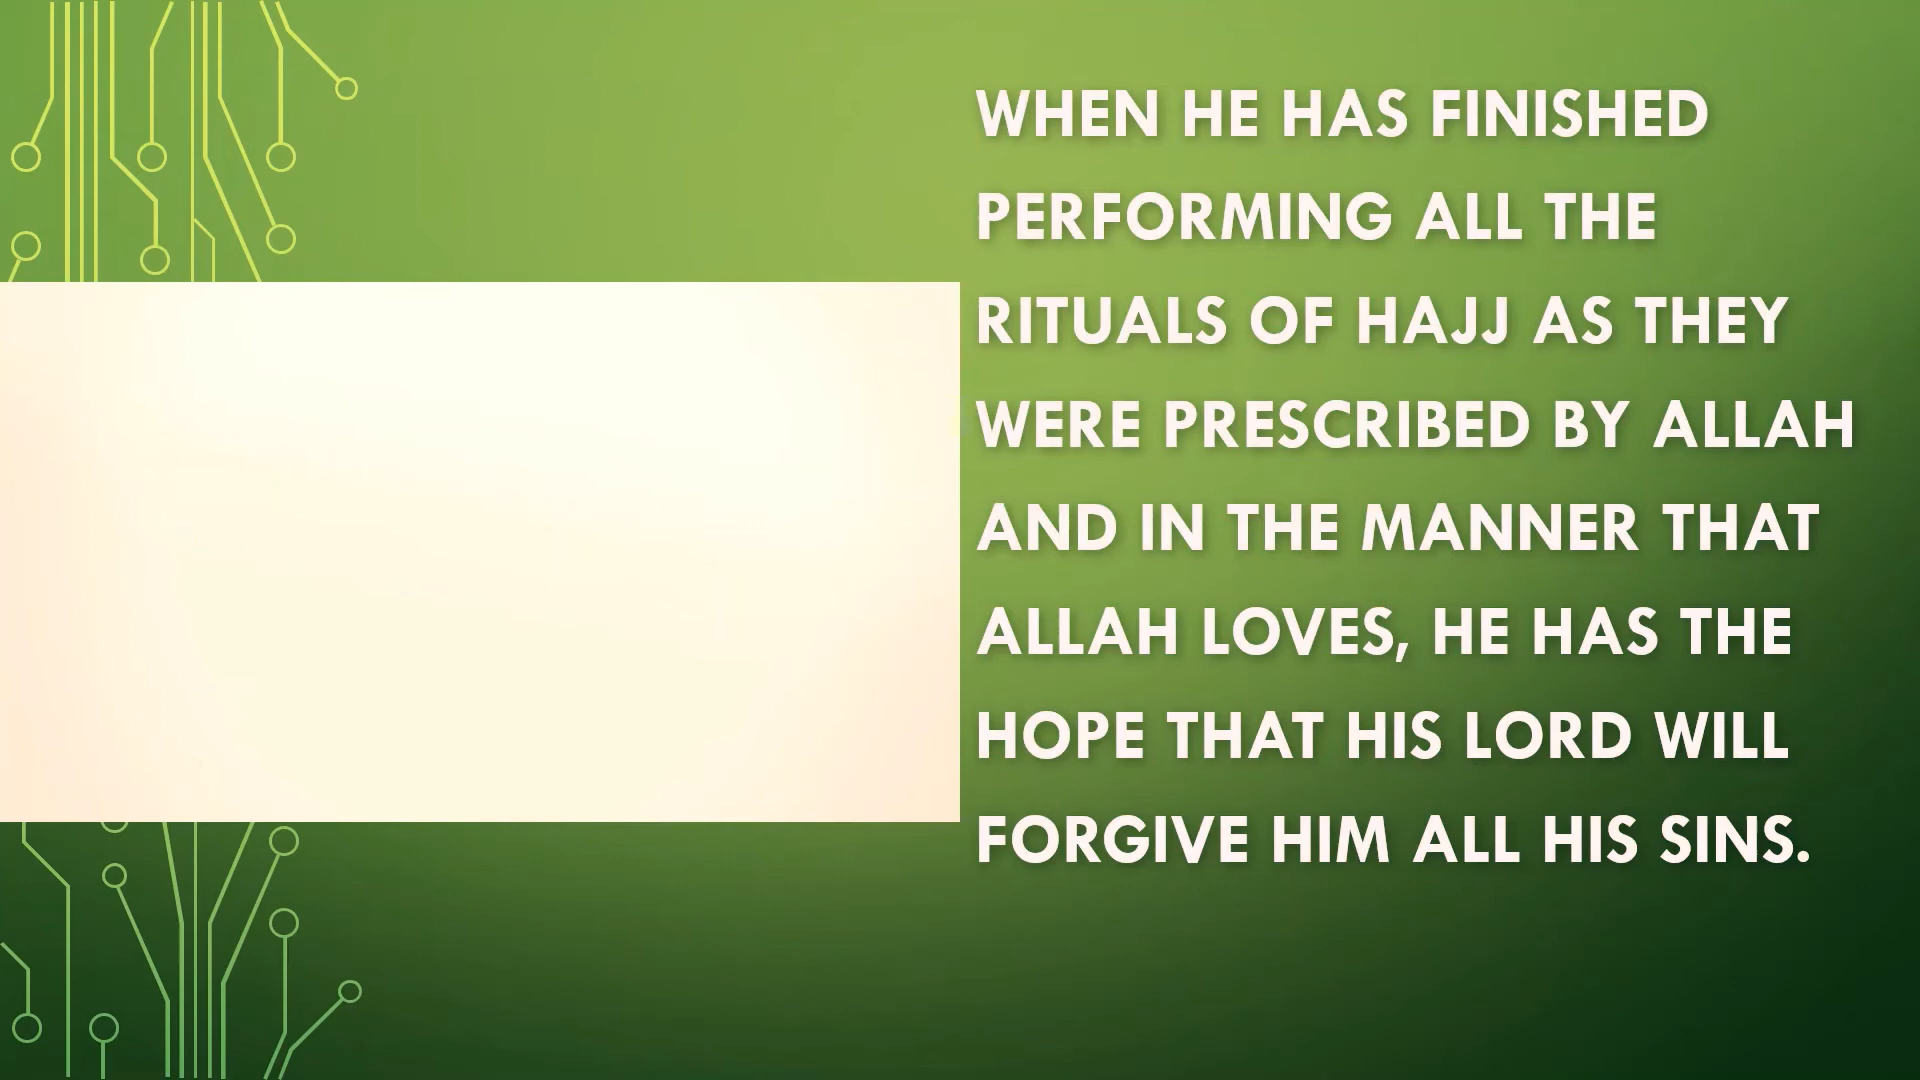 WHEN HE HAS FINISHED
PERFORMING ALL THE
RITUALS OF HAJJ AS THEY
WERE PRESCRIBED BY ALLAH
AND IN THE MANNER THAT
ALLAH LOVES, HE HAS THE
HOPE THAT HIS LORD WILL
FORGIVE HIM ALL HIS SINS.